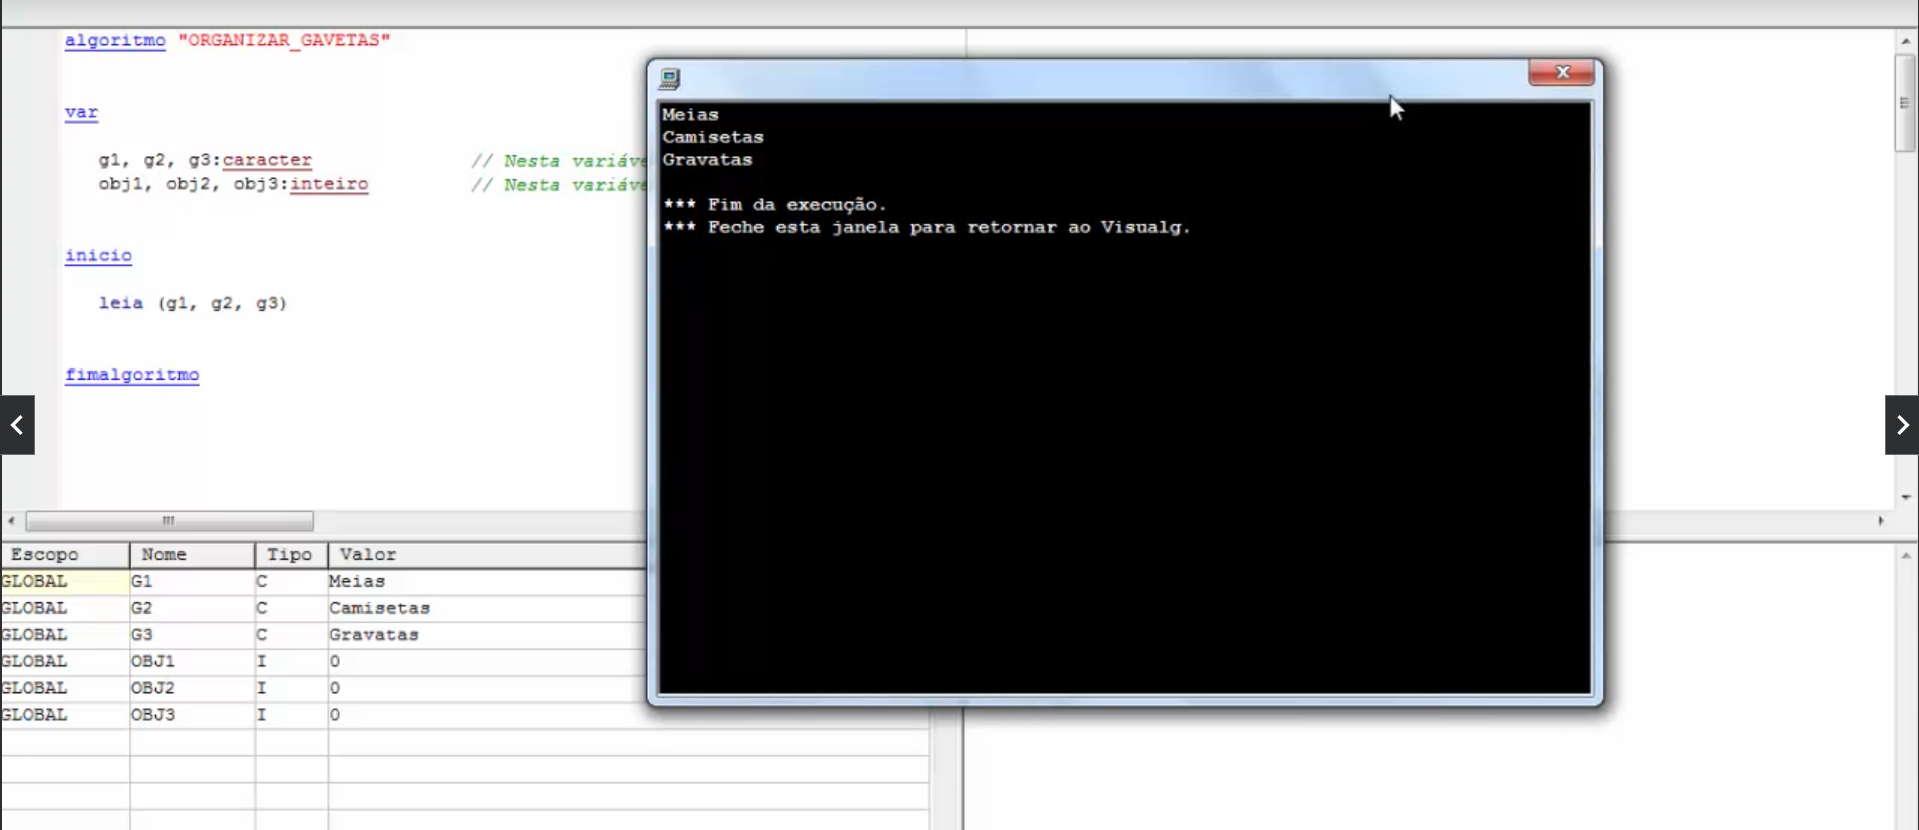 algoritmo "ORGANIZAR_GAVETAS"
var
g1, g2, g3:caracter // Nesta
obj1, obj2, obj3:inteiro // Nesta
inicio
leia (g1, g2, g3)
fimalgoritmo
Meias
Camisetas
Gravatas
*** Fim da execução.
*** Feche esta janela para retornar ao Visualg.
Escopo Nome Tipo Valor
GLOBAL G1 C Meias
GLOBAL G2 C Camisetas
GLOBAL G3 C Gravatas
GLOBAL OBJ1 I 0
GLOBAL OBJ2 I 0
GLOBAL OBJ3 I 0